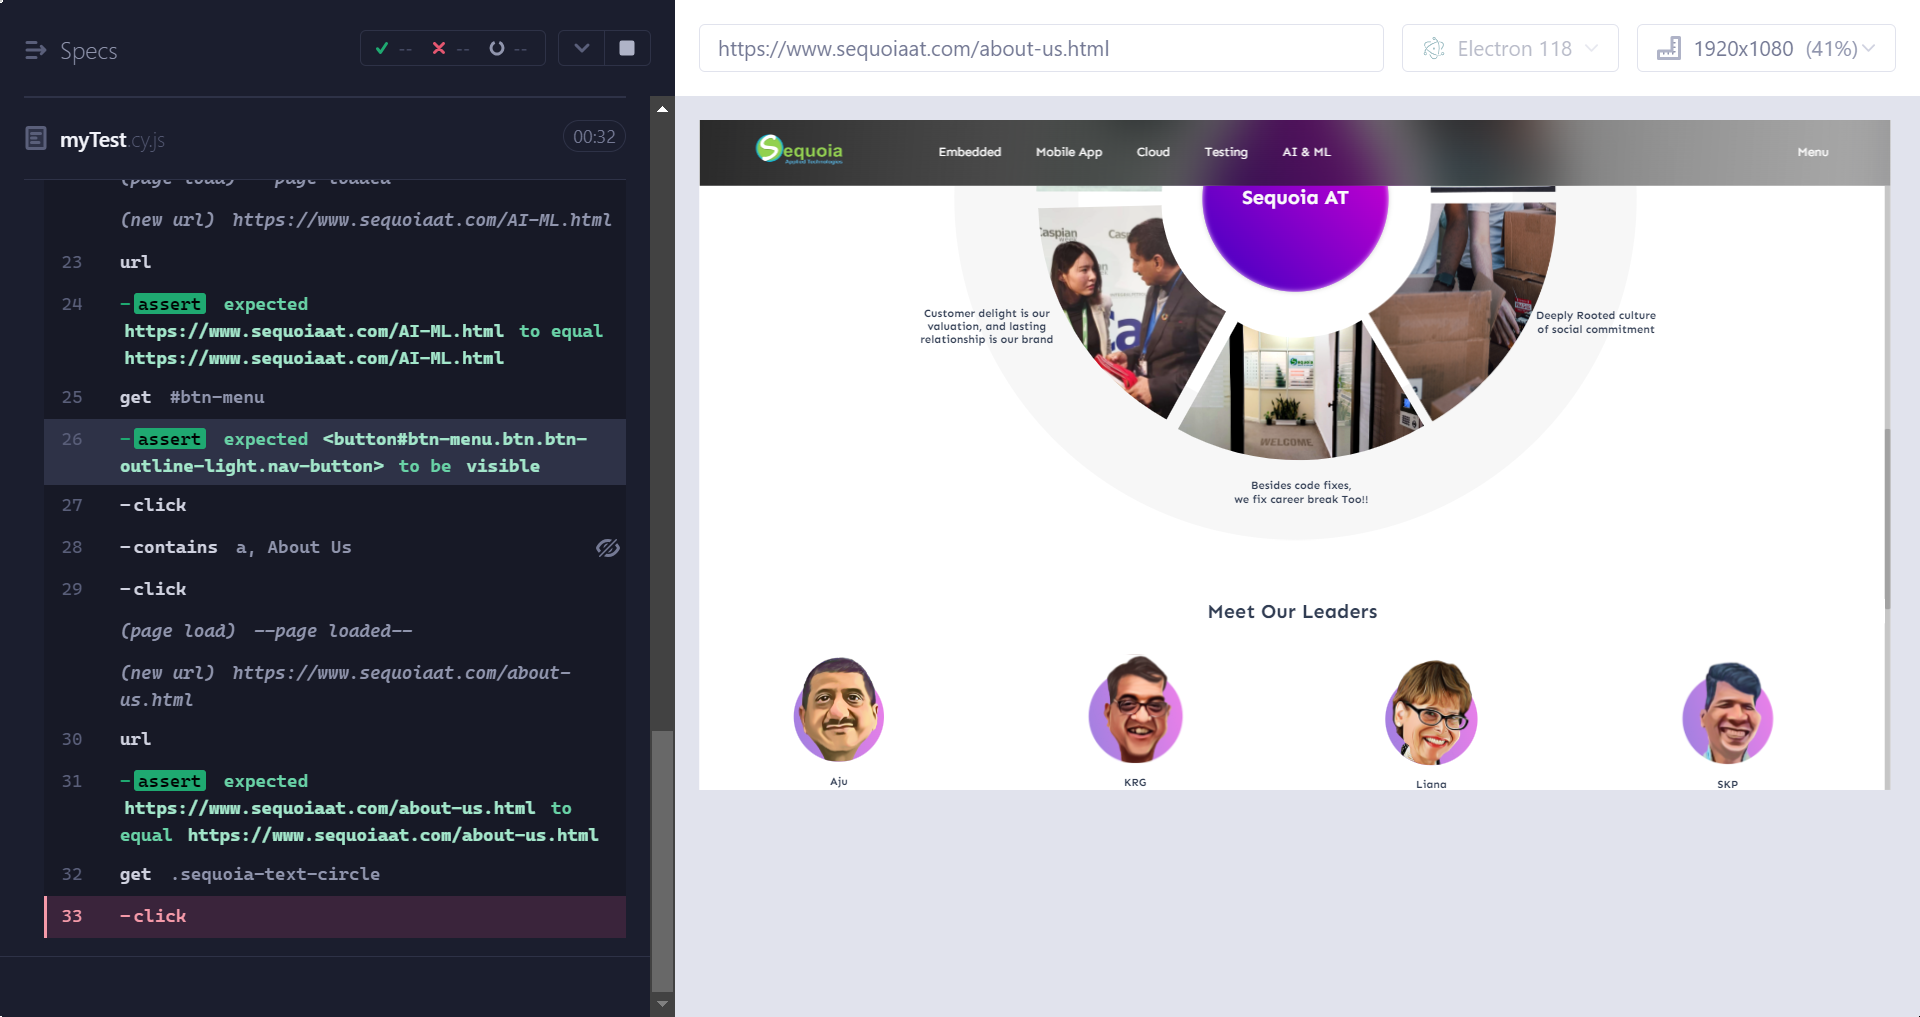 Specs
--
--
--
myTest.cy.js
00:32
(page load) --page loaded--
(new url) https://www.sequoiaat.com/AI-ML.html
23 url
24 -assert expected
https://www.sequoiaat.com/AI-ML.html to equal
https://www.sequoiaat.com/AI-ML.html
25 get #btn-menu
26 -assert expected <button#btn-menu.btn.btn-
outline-light.nav-button> to be visible
27 -click
28 -contains a, About Us
29 -click
(page load) --page loaded--
(new url) https://www.sequoiaat.com/about-
us.html
30 url
31 -assert expected
https://www.sequoiaat.com/about-us.html to
equal https://www.sequoiaat.com/about-us.html
32 get .sequoia-text-circle
33 -click
https://www.sequoiaat.com/about-us.html
Electron 118
1920x1080 (41%)
Sequoia
Applied Technologies
Embedded
Mobile App
Cloud
Testing
AI & ML
Menu
Sequoia AT
Caspian
Customer delight is our
valuation, and lasting
relationship is our brand
Deeply Rooted culture
of social commitment
WELCOME
Besides code fixes,
we fix career break Too!!
Meet Our Leaders
Aju
KRG
Liana
SKP